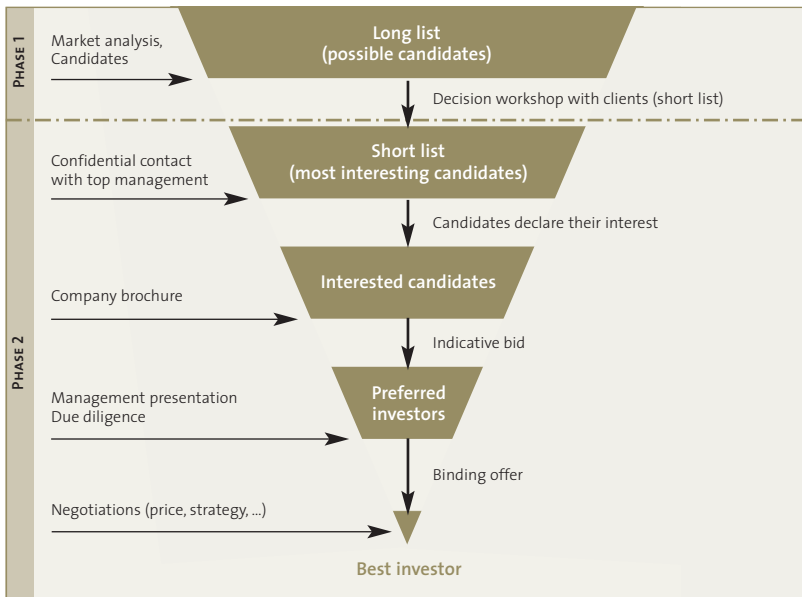 PHASE 1
Market analysis,
Candidates
Long list
(possible candidates)
Decision workshop with clients (short list)
PHASE 2
Confidential contact
with top management
Short list
(most interesting candidates)
Candidates declare their interest
Company brochure
Interested candidates
Indicative bid
Management presentation
Due diligence
Preferred
investors
Binding offer
Negotiations (price, strategy, ...)
Best investor